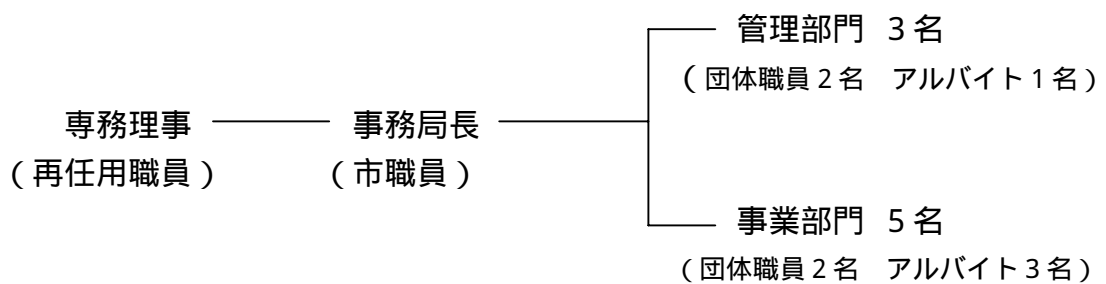 管理部門 3名
（団体職員2名 アルバイト1名）
専務理事 事務局長
（再任用職員） （市職員）
事業部門 5名
（団体職員2名 アルバイト3名）